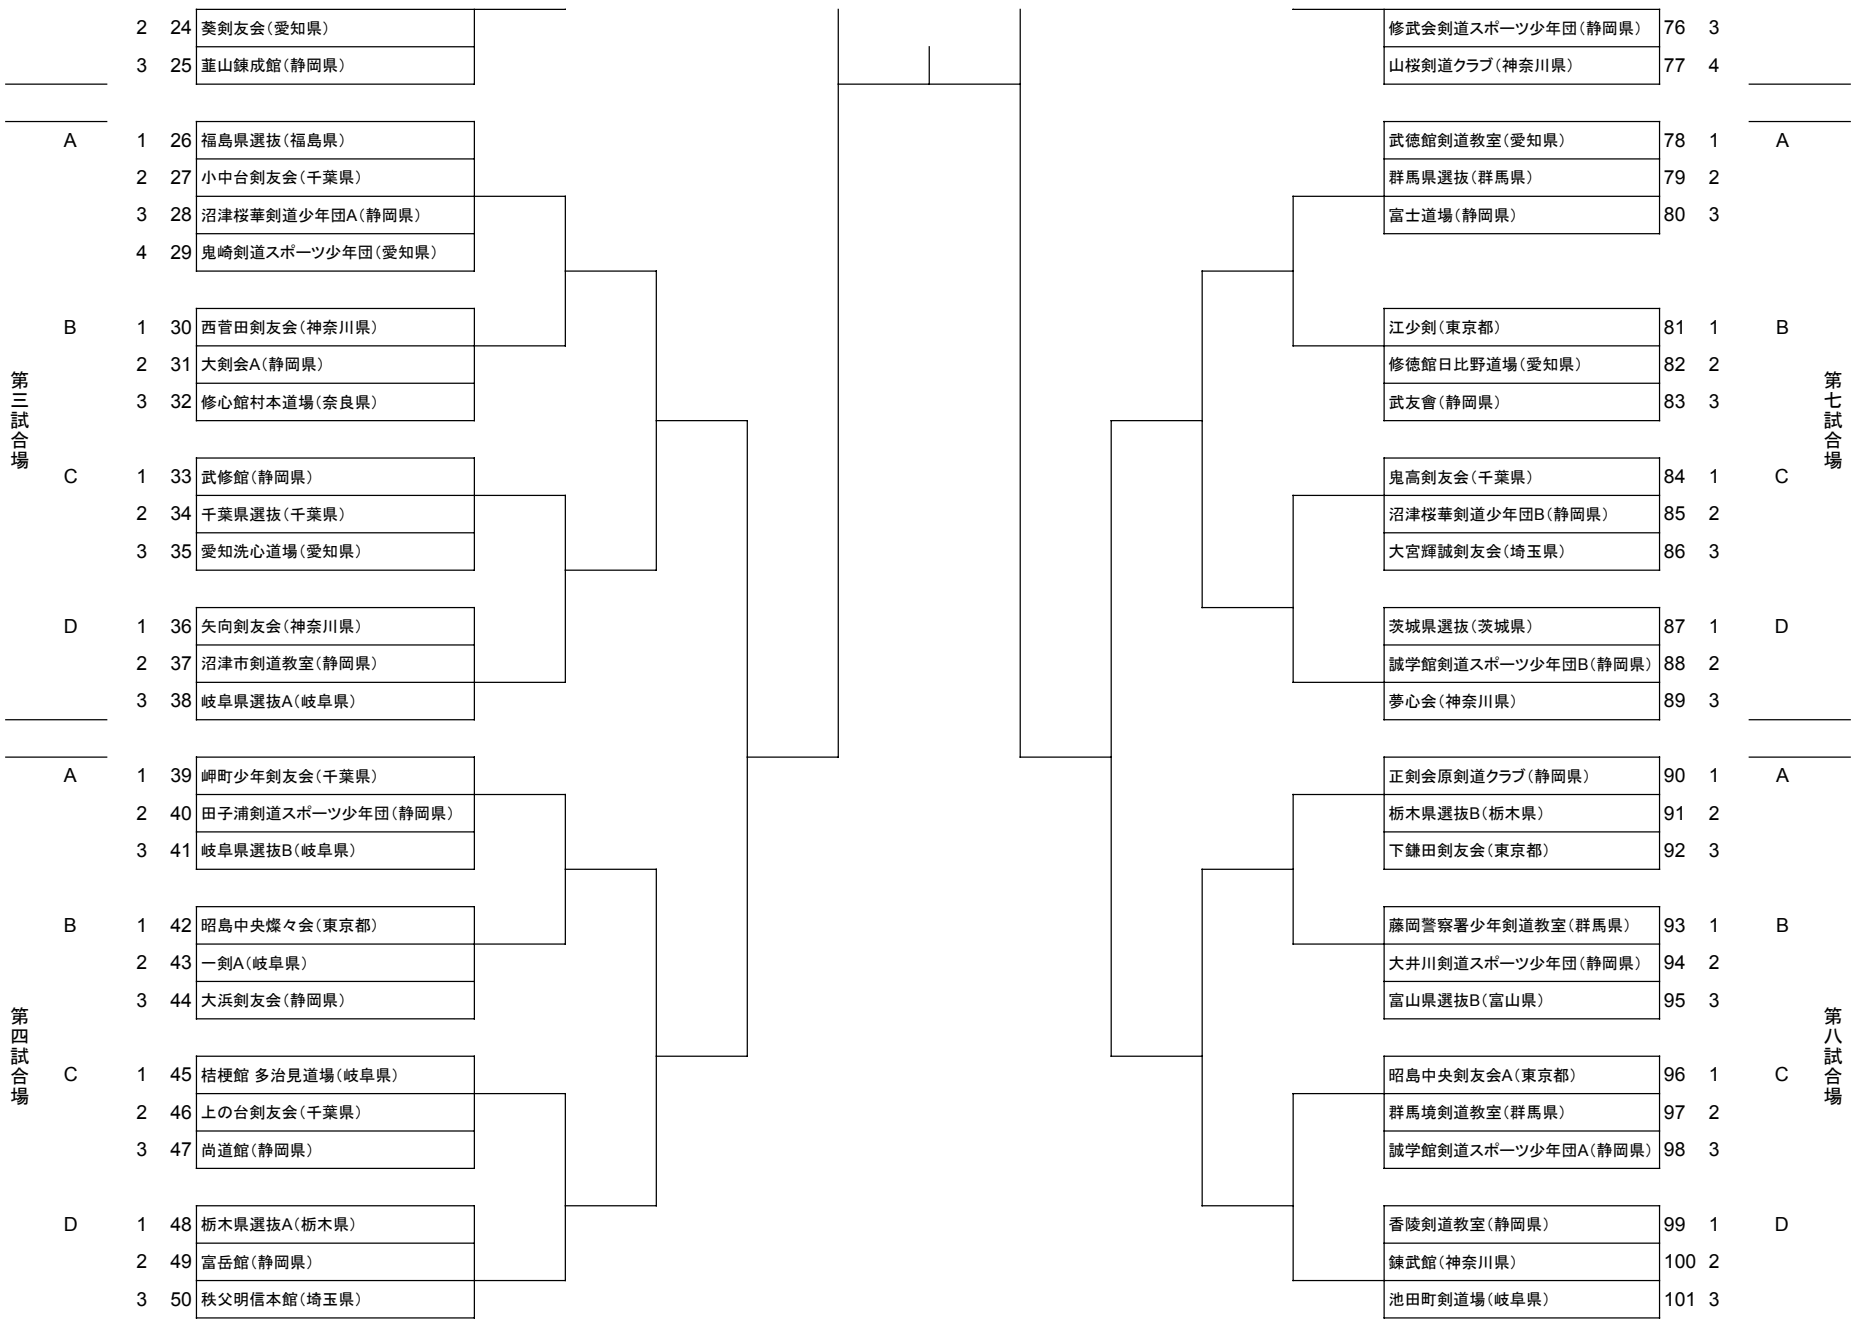 2 24 葵剣友会(愛知県)
3 25 韮山錬成館(静岡県)
第三試合場
A 1 26 福島県選抜(福島県)
2 27 小中台剣友会(千葉県)
3 28 沼津桜華剣道少年団A(静岡県)
4 29 鬼崎剣道スポーツ少年団(愛知県)
B 1 30 西菅田剣友会(神奈川県)
2 31 大剣会A(静岡県)
3 32 修心館村本道場(奈良県)
C 1 33 武修館(静岡県)
2 34 千葉県選抜(千葉県)
3 35 愛知洗心道場(愛知県)
D 1 36 矢向剣友会(神奈川県)
2 37 沼津市剣道教室(静岡県)
3 38 岐阜県選抜A(岐阜県)
第四試合場
A 1 39 岬町少年剣友会(千葉県)
2 40 田子浦剣道スポーツ少年団(静岡県)
3 41 岐阜県選抜B(岐阜県)
B 1 42 昭島中央燦々会(東京都)
2 43 一剣A(岐阜県)
3 44 大浜剣友会(静岡県)
C 1 45 桔梗館 多治見道場(岐阜県)
2 46 上の台剣友会(千葉県)
3 47 尚道館(静岡県)
D 1 48 栃木県選抜A(栃木県)
2 49 富岳館(静岡県)
3 50 秩父明信本館(埼玉県)
修武会剣道スポーツ少年団(静岡県) 76 3
山桜剣道クラブ(神奈川県) 77 4
武徳館剣道教室(愛知県) 78 1 A
群馬県選抜(群馬県) 79 2
富士道場(静岡県) 80 3
江少剣(東京都) 81 1 B
修徳館日比野道場(愛知県) 82 2
武友會(静岡県) 83 3
鬼高剣友会(千葉県) 84 1 C
沼津桜華剣道少年団B(静岡県) 85 2
大宮輝誠剣友会(埼玉県) 86 3
茨城県選抜(茨城県) 87 1 D
誠学館剣道スポーツ少年団B(静岡県) 88 2
夢心会(神奈川県) 89 3
第七試合場
正剣会原剣道クラブ(静岡県) 90 1 A
栃木県選抜B(栃木県) 91 2
下鎌田剣友会(東京都) 92 3
藤岡警察署少年剣道教室(群馬県) 93 1 B
大井川剣道スポーツ少年団(静岡県) 94 2
富山県選抜B(富山県) 95 3
昭島中央剣友会A(東京都) 96 1 C
群馬境剣道教室(群馬県) 97 2
誠学館剣道スポーツ少年団A(静岡県) 98 3
香陵剣道教室(静岡県) 99 1 D
錬武館(神奈川県) 100 2
池田町剣道場(岐阜県) 101 3
第八試合場